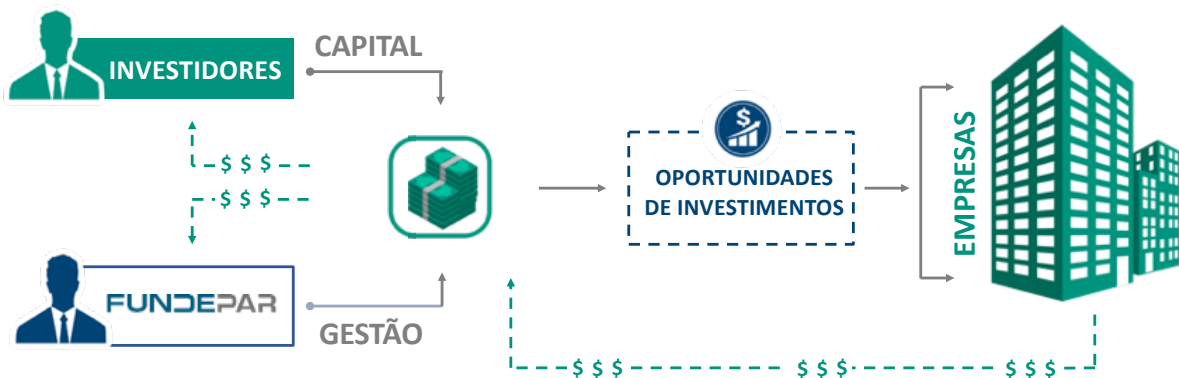 CAPITAL
INVESTIDORES
$ $ $
$ $ $
$
OPORTUNIDADES
DE INVESTIMENTOS
EMPRESAS
FUNDEPAR
GESTÃO
$ $ $
$ $ $
$ $ $